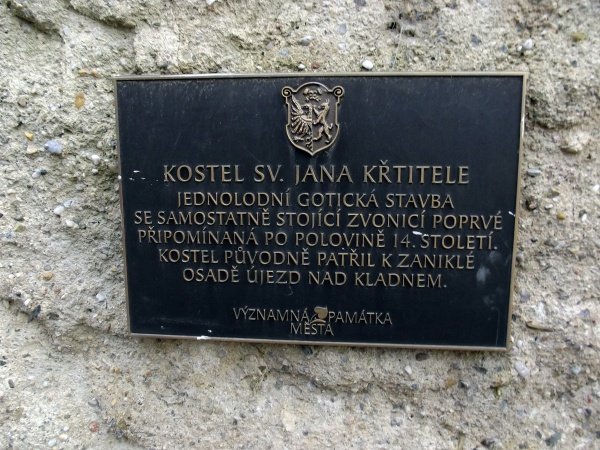 KOSTEL SV. JANA KŘTITELE
JEDNOLODNÍ GOTICKÁ STAVBA
SE SAMOSTATNĚ STOJÍCÍ ZVONICÍ POPRVÉ
PŘIPOMÍNANÁ PO POLOVINĚ 14. STOLETÍ.
KOSTEL PŮVODNĚ PATŘIL K ZANIKLÉ
OSADĚ ÚJEZD NAD KLADNEM.
VÝZNAMNÁ PAMÁTKA
MĚSTA